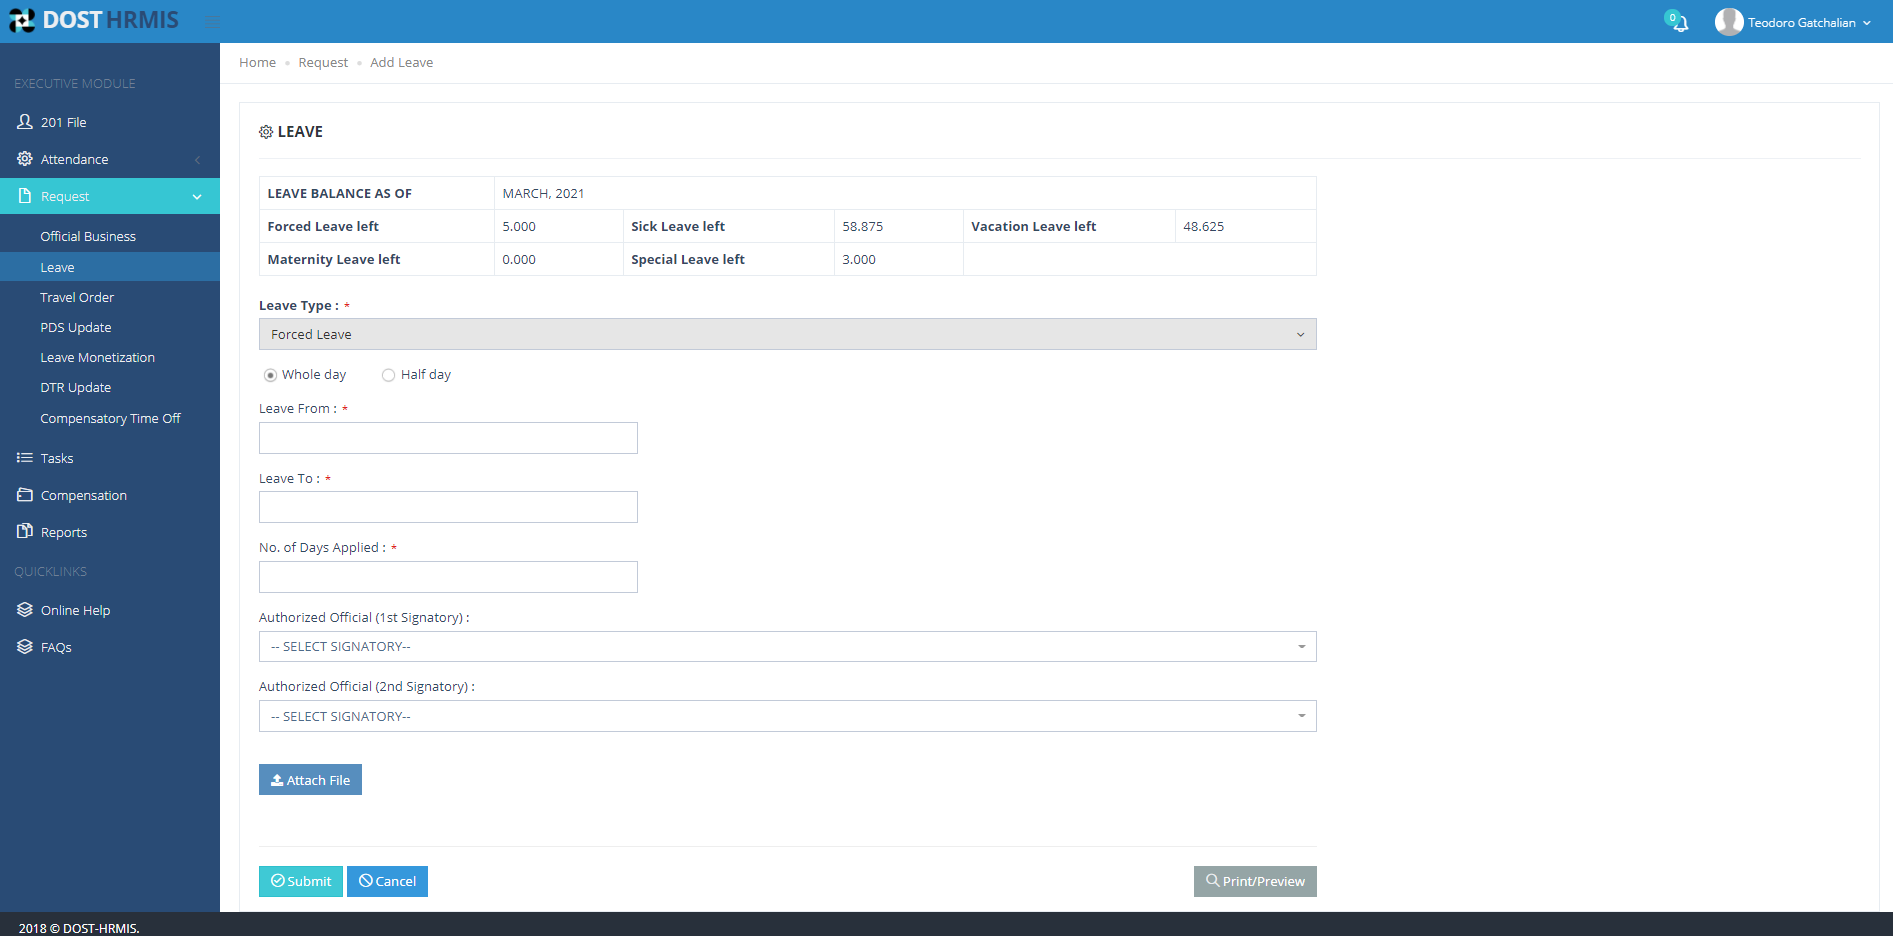 DOST HRMIS
0
Teodoro Gatchalian
Home Request Add Leave
EXECUTIVE MODULE
201 File
Attendance
Request
Official Business
Leave
Travel Order
PDS Update
Leave Monetization
DTR Update
Compensatory Time Off
Tasks
Compensation
Reports
QUICKLINKS
Online Help
FAQs
LEAVE
LEAVE BALANCE AS OF MARCH, 2021
Forced Leave left 5.000 Sick Leave left 58.875 Vacation Leave left 48.625
Maternity Leave left 0.000 Special Leave left 3.000
Leave Type : *
Forced Leave
Whole day Half day
Leave From : *
Leave To : *
No. of Days Applied : *
Authorized Official (1st Signatory) :
-- SELECT SIGNATORY--
Authorized Official (2nd Signatory) :
-- SELECT SIGNATORY--
Attach File
Submit Cancel Print/Preview
2018 © DOST-HRMIS.